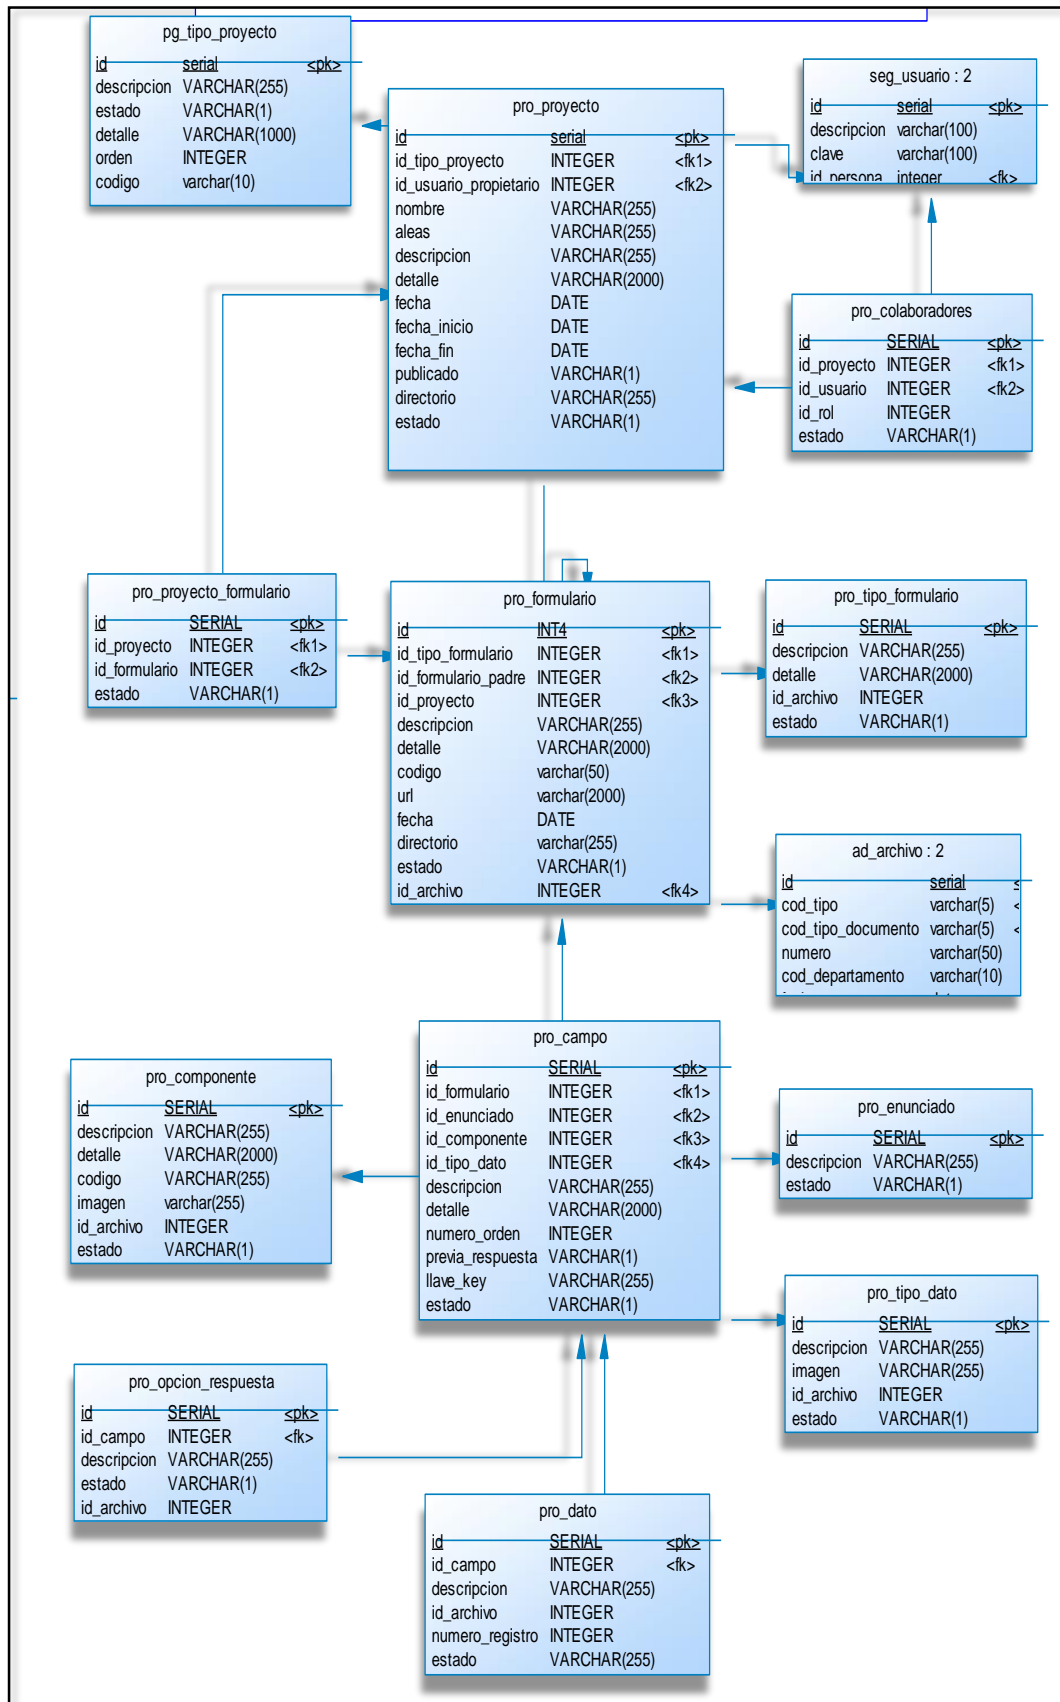 pg_tipo_proyecto
id serial <pk>
descripcion VARCHAR(255)
estado VARCHAR(1)
detalle VARCHAR(1000)
orden INTEGER
codigo varchar(10)
seg_usuario : 2
id serial <pk>
descripcion varchar(100)
clave varchar(100)
id_persona integer <fk>
pro_proyecto
id serial <pk>
id_tipo_proyecto INTEGER <fk1>
id_usuario_propietario INTEGER <fk2>
nombre VARCHAR(255)
aleas VARCHAR(255)
descripcion VARCHAR(255)
detalle VARCHAR(2000)
fecha DATE
fecha_inicio DATE
fecha_fin DATE
publicado VARCHAR(1)
directorio VARCHAR(255)
estado VARCHAR(1)
pro_colaboradores
id SERIAL <pk>
id_proyecto INTEGER <fk1>
id_usuario INTEGER <fk2>
id_rol INTEGER
estado VARCHAR(1)
pro_proyecto_formulario
id SERIAL <pk>
id_proyecto INTEGER <fk1>
id_formulario INTEGER <fk2>
estado VARCHAR(1)
pro_formulario
id INT4 <pk>
id_tipo_formulario INTEGER <fk1>
id_formulario_padre INTEGER <fk2>
id_proyecto INTEGER <fk3>
descripcion VARCHAR(255)
detalle VARCHAR(2000)
codigo varchar(50)
url varchar(2000)
fecha DATE
directorio varchar(255)
estado VARCHAR(1)
id_archivo INTEGER <fk4>
pro_tipo_formulario
id SERIAL <pk>
descripcion VARCHAR(255)
detalle VARCHAR(2000)
id_archivo INTEGER
estado VARCHAR(1)
ad_archivo : 2
id serial <
cod_tipo varchar(5) <
cod_tipo_documento varchar(5) <
numero varchar(50)
cod_departamento varchar(10)
pro_campo
id SERIAL <pk>
id_formulario INTEGER <fk1>
id_enunciado INTEGER <fk2>
id_componente INTEGER <fk3>
id_tipo_dato INTEGER <fk4>
descripcion VARCHAR(255)
detalle VARCHAR(2000)
numero_orden INTEGER
previa_respuesta VARCHAR(1)
llave_key VARCHAR(255)
estado VARCHAR(1)
pro_componente
id SERIAL <pk>
descripcion VARCHAR(255)
detalle VARCHAR(2000)
codigo VARCHAR(255)
imagen varchar(255)
id_archivo INTEGER
estado VARCHAR(1)
pro_enunciado
id SERIAL <pk>
descripcion VARCHAR(255)
estado VARCHAR(1)
pro_tipo_dato
id SERIAL <pk>
descripcion VARCHAR(255)
imagen VARCHAR(255)
id_archivo INTEGER
estado VARCHAR(1)
pro_opcion_respuesta
id SERIAL <pk>
id_campo INTEGER <fk>
descripcion VARCHAR(255)
estado VARCHAR(1)
id_archivo INTEGER
pro_dato
id SERIAL <pk>
id_campo INTEGER <fk>
descripcion VARCHAR(255)
id_archivo INTEGER
numero_registro INTEGER
estado VARCHAR(255)